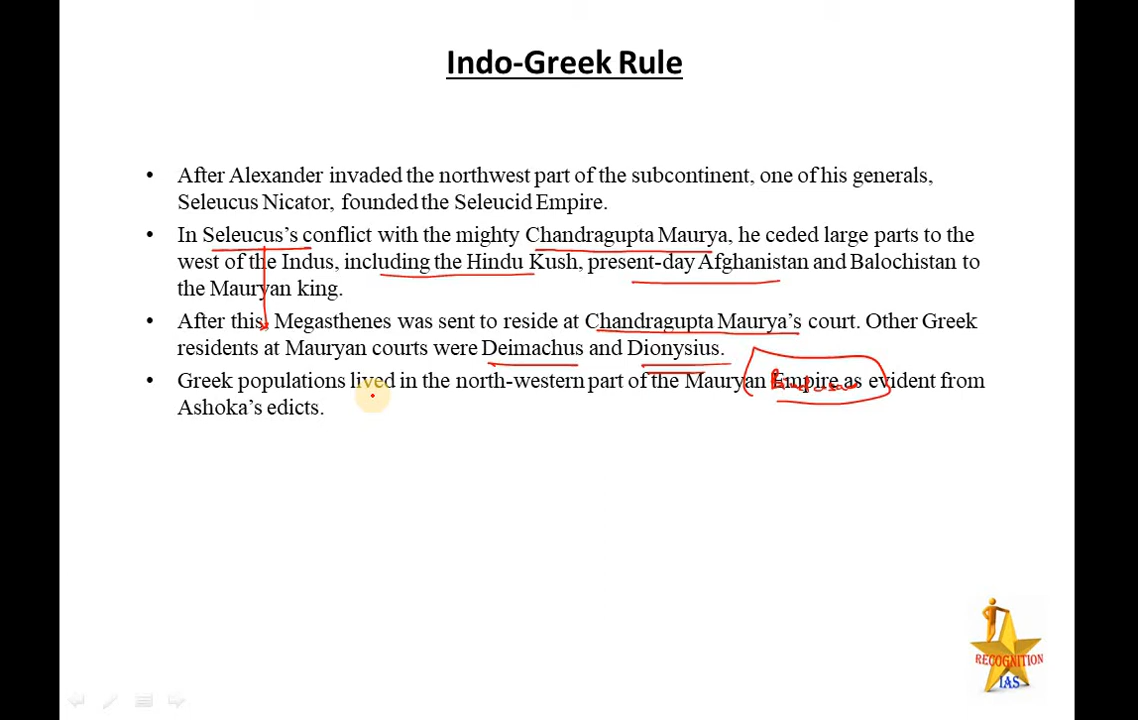 Indo-Greek Rule
• After Alexander invaded the northwest part of the subcontinent, one of his generals,
Seleucus Nicator, founded the Seleucid Empire.
• In Seleucus’s conflict with the mighty Chandragupta Maurya, he ceded large parts to the
west of the Indus, including the Hindu Kush, present-day Afghanistan and Balochistan to
the Mauryan king.
• After this, Megasthenes was sent to reside at Chandragupta Maurya’s court. Other Greek
residents at Mauryan courts were Deimachus and Dionysius.
• Greek populations lived in the north-western part of the Mauryan Empire as evident from
Ashoka’s edicts.
RECOGNITION
IAS